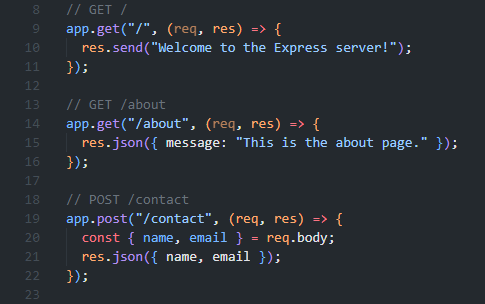 8 // GET /
9 app.get("/", (req, res) => {
10 res.send("Welcome to the Express server!");
11 });
12
13 // GET /about
14 app.get("/about", (req, res) => {
15 res.json({ message: "This is the about page." });
16 });
17
18 // POST /contact
19 app.post("/contact", (req, res) => {
20 const { name, email } = req.body;
21 res.json({ name, email });
22 });
23